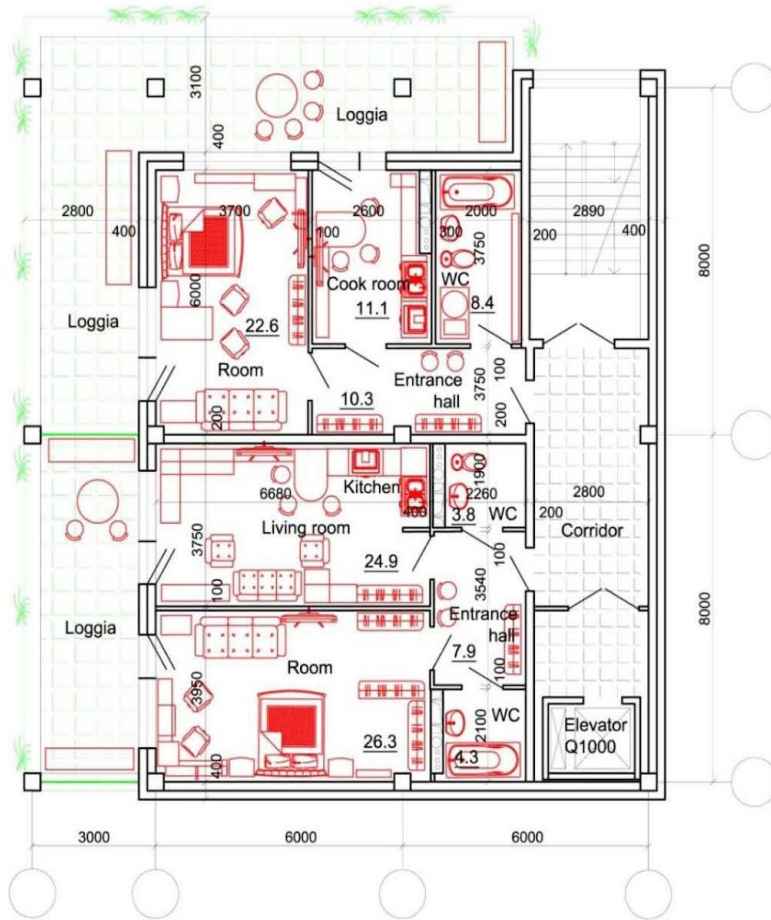 3100
Loggia
400
2800
400
3700
2600
2000
2890
100
300
200
400
3750
6000
Cook room
WC
11.1
8.4
8000
Loggia
22.6
Room
Entrance
hall
3750
100
10.3
200
200
6680
Kitchen
1900
2260
2800
400
3.8
WC
200
Living room
Corridor
3750
24.9
100
3540
100
8000
Loggia
Entrance
hall
Room
7.9
100
3950
WC
Elevator
Q1000
26.3
2100
4.3
400
3000
6000
6000